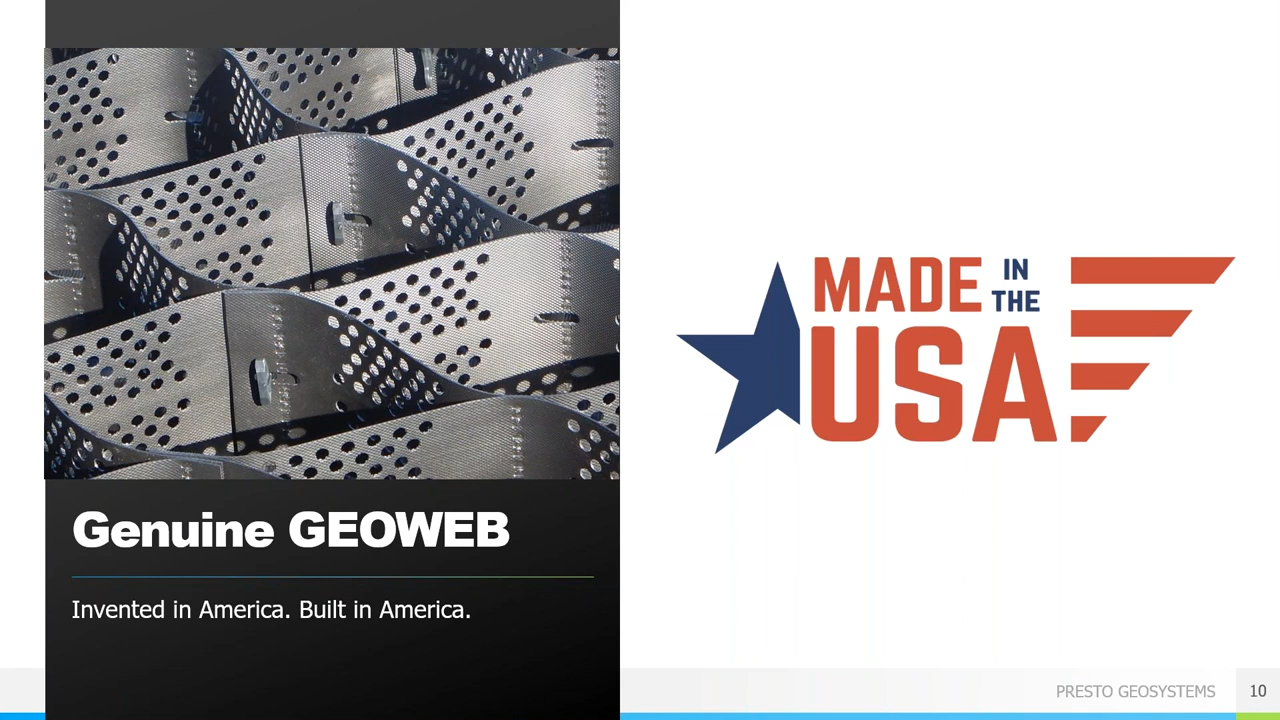 Genuine GEOWEB
Invented in America. Built in America.
MADE IN THE
USA
PRESTO GEOSYSTEMS
10